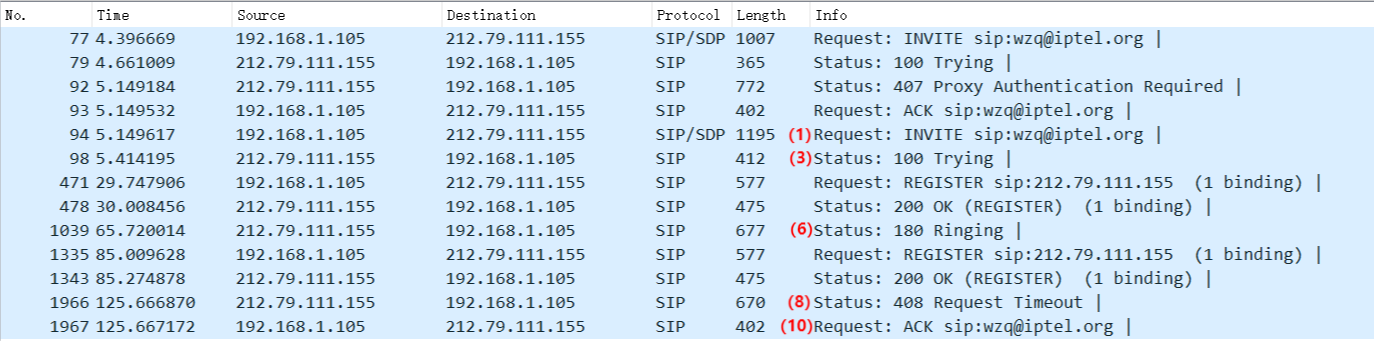 No. Time Source Destination Protocol Length Info
77 4.396669 192.168.1.105 212.79.111.155 SIP/SDP 1007 Request: INVITE sip:wzq@iptel.org |
79 4.661009 212.79.111.155 192.168.1.105 SIP 365 Status: 100 Trying |
92 5.149184 212.79.111.155 192.168.1.105 SIP 772 Status: 407 Proxy Authentication Required |
93 5.149532 192.168.1.105 212.79.111.155 SIP 402 Request: ACK sip:wzq@iptel.org |
94 5.149617 192.168.1.105 212.79.111.155 SIP/SDP 1195 (1) Request: INVITE sip:wzq@iptel.org |
98 5.414195 212.79.111.155 192.168.1.105 SIP 412 (3) Status: 100 Trying |
471 29.747906 192.168.1.105 212.79.111.155 SIP 577 Request: REGISTER sip:212.79.111.155 (1 binding) |
478 30.008456 212.79.111.155 192.168.1.105 SIP 475 Status: 200 OK (REGISTER) (1 binding) |
1039 65.720014 212.79.111.155 192.168.1.105 SIP 677 (6) Status: 180 Ringing |
1335 85.009628 192.168.1.105 212.79.111.155 SIP 577 Request: REGISTER sip:212.79.111.155 (1 binding) |
1343 85.274878 212.79.111.155 192.168.1.105 SIP 475 Status: 200 OK (REGISTER) (1 binding) |
1966 125.666870 212.79.111.155 192.168.1.105 SIP 670 (8) Status: 408 Request Timeout |
1967 125.667172 192.168.1.105 212.79.111.155 SIP 402 (10) Request: ACK sip:wzq@iptel.org |